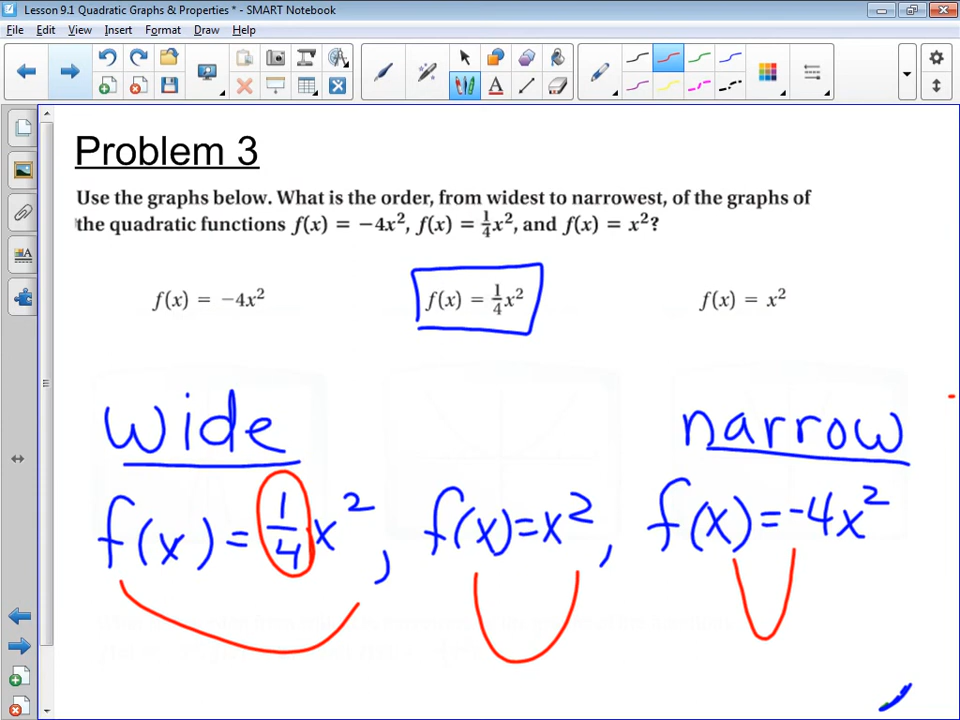 Lesson 9.1 Quadratic Graphs & Properties * - SMART Notebook
File Edit View Insert Format Draw Help
Problem 3
Use the graphs below. What is the order, from widest to narrowest, of the graphs of
the quadratic functions f(x) = −4x², f(x) = ¼x², and f(x) = x²?
f(x) = −4x² f(x) = ¼x² f(x) = x²
wide narrow
f(x) = ¼x², f(x)=x², f(x)=-4x²